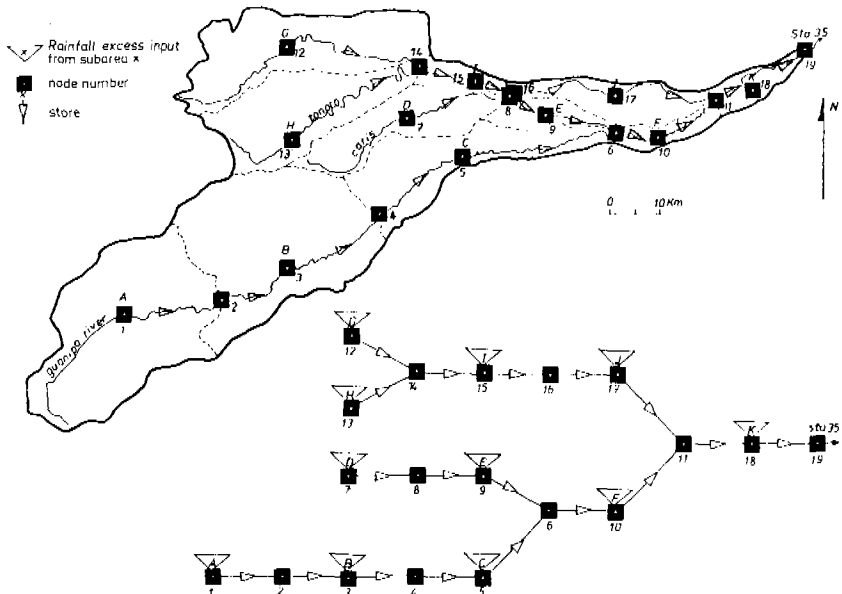 Rainfall excess input
from subarea x
node number
x
store
G
12
14
Sta 35
19
I
15
16
8
J
17
K
18
11
E
9
F
10
6
H
13
tonoro
D
7
caris
C
5
N
0 10 Km
4
B
3
2
A
1
guanipa river
G
12
14
I
15
16
J
17
H
13
11
K
18
sta 35
19
D
7
8
E
9
6
F
10
A
1
2
B
3
4
C
5